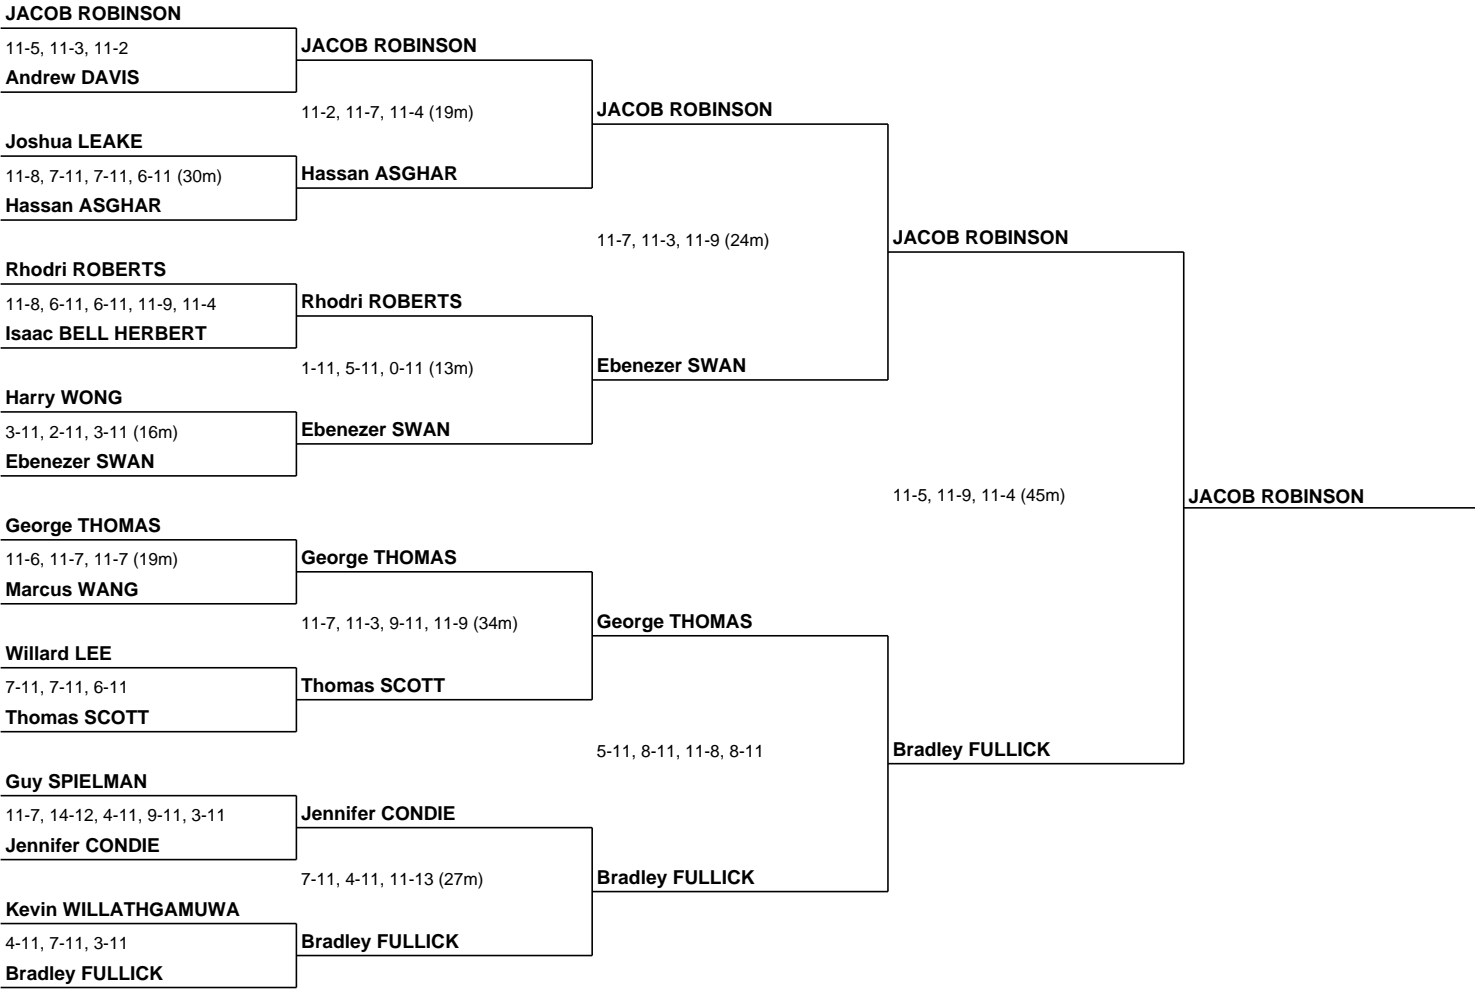 JACOB ROBINSON
11-5, 11-3, 11-2
Andrew DAVIS
Joshua LEAKE
11-8, 7-11, 7-11, 6-11 (30m)
Hassan ASGHAR
Rhodri ROBERTS
11-8, 6-11, 6-11, 11-9, 11-4
Isaac BELL HERBERT
Harry WONG
3-11, 2-11, 3-11 (16m)
Ebenezer SWAN
George THOMAS
11-6, 11-7, 11-7 (19m)
Marcus WANG
Willard LEE
7-11, 7-11, 6-11
Thomas SCOTT
Guy SPIELMAN
11-7, 14-12, 4-11, 9-11, 3-11
Jennifer CONDIE
Kevin WILLATHGAMUWA
4-11, 7-11, 3-11
Bradley FULLICK
JACOB ROBINSON
11-2, 11-7, 11-4 (19m)
Hassan ASGHAR
Rhodri ROBERTS
1-11, 5-11, 0-11 (13m)
Ebenezer SWAN
George THOMAS
11-7, 11-3, 9-11, 11-9 (34m)
Thomas SCOTT
Jennifer CONDIE
7-11, 4-11, 11-13 (27m)
Bradley FULLICK
JACOB ROBINSON
11-7, 11-3, 11-9 (24m)
Ebenezer SWAN
George THOMAS
5-11, 8-11, 11-8, 8-11
Bradley FULLICK
JACOB ROBINSON
11-5, 11-9, 11-4 (45m)
Bradley FULLICK
JACOB ROBINSON